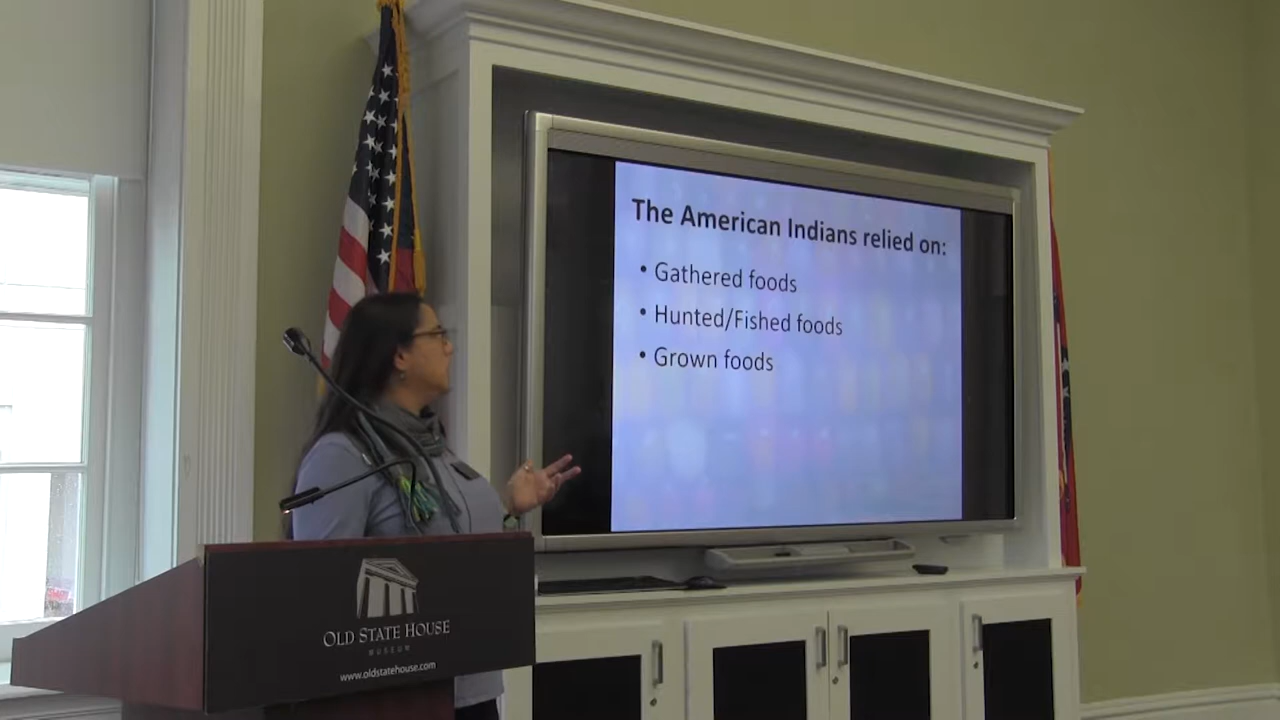 The American Indians relied on:
• Gathered foods
• Hunted/Fished foods
• Grown foods
OLD STATE HOUSE
MUSEUM
www.oldstatehouse.com